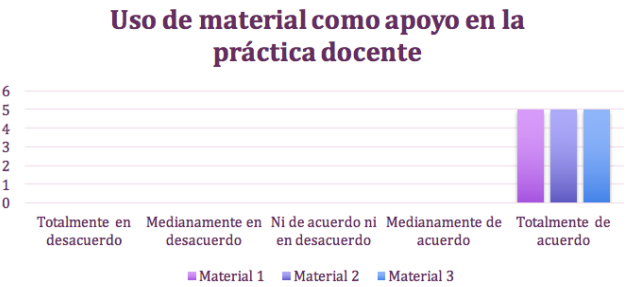 Uso de material como apoyo en la
práctica docente
6
5
4
3
2
1
0
Totalmente en desacuerdo
Medianamente en desacuerdo
Ni de acuerdo ni en desacuerdo
Medianamente de acuerdo
Totalmente de acuerdo
Material 1
Material 2
Material 3